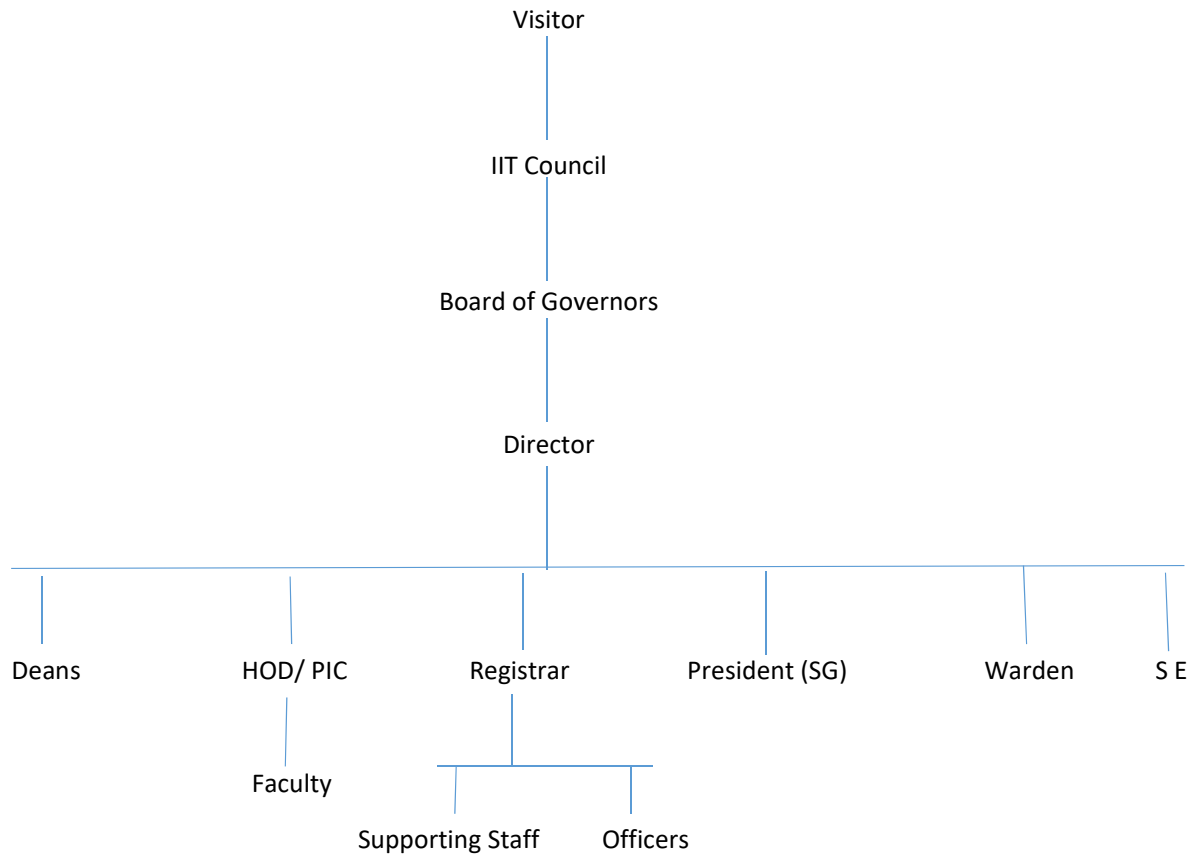 Visitor
IIT Council
Board of Governors
Director
Deans
HOD/ PIC
Registrar
President (SG)
Warden
S E
Faculty
Supporting Staff
Officers